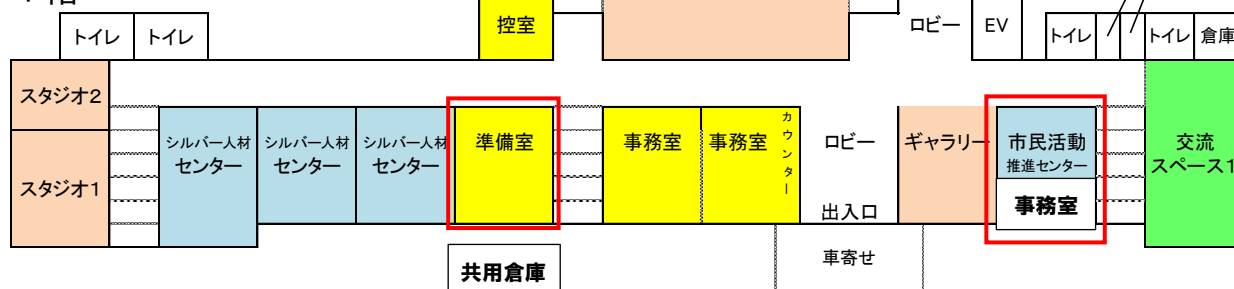 トイレ
トイレ
控室
ロビー
EV
トイレ
トイレ
倉庫
スタジオ2
スタジオ1
シルバー人材
センター
シルバー人材
センター
シルバー人材
センター
準備室
事務室
事務室
カウンター
ロビー
出入口
ギャラリー
市民活動
推進センター
事務室
交流
スペース1
共用倉庫
車寄せ